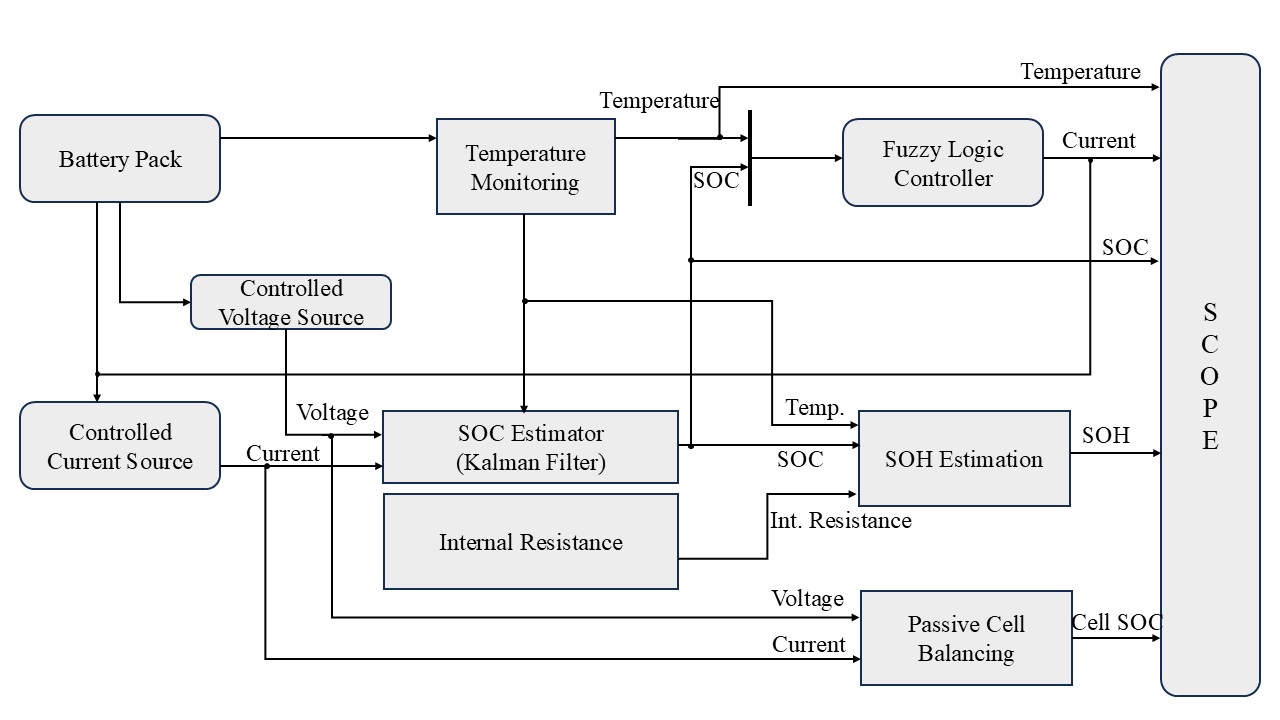 Temperature
Temperature
Battery Pack
Temperature
Monitoring
SOC
Fuzzy Logic
Controller
Current
SOC
Controlled
Voltage Source
S
C
O
P
E
Voltage
Controlled
Current Source
Current
SOC Estimator
(Kalman Filter)
Temp.
SOC
SOH Estimation
SOH
Internal Resistance
Int. Resistance
Voltage
Current
Passive Cell
Balancing
Cell SOC